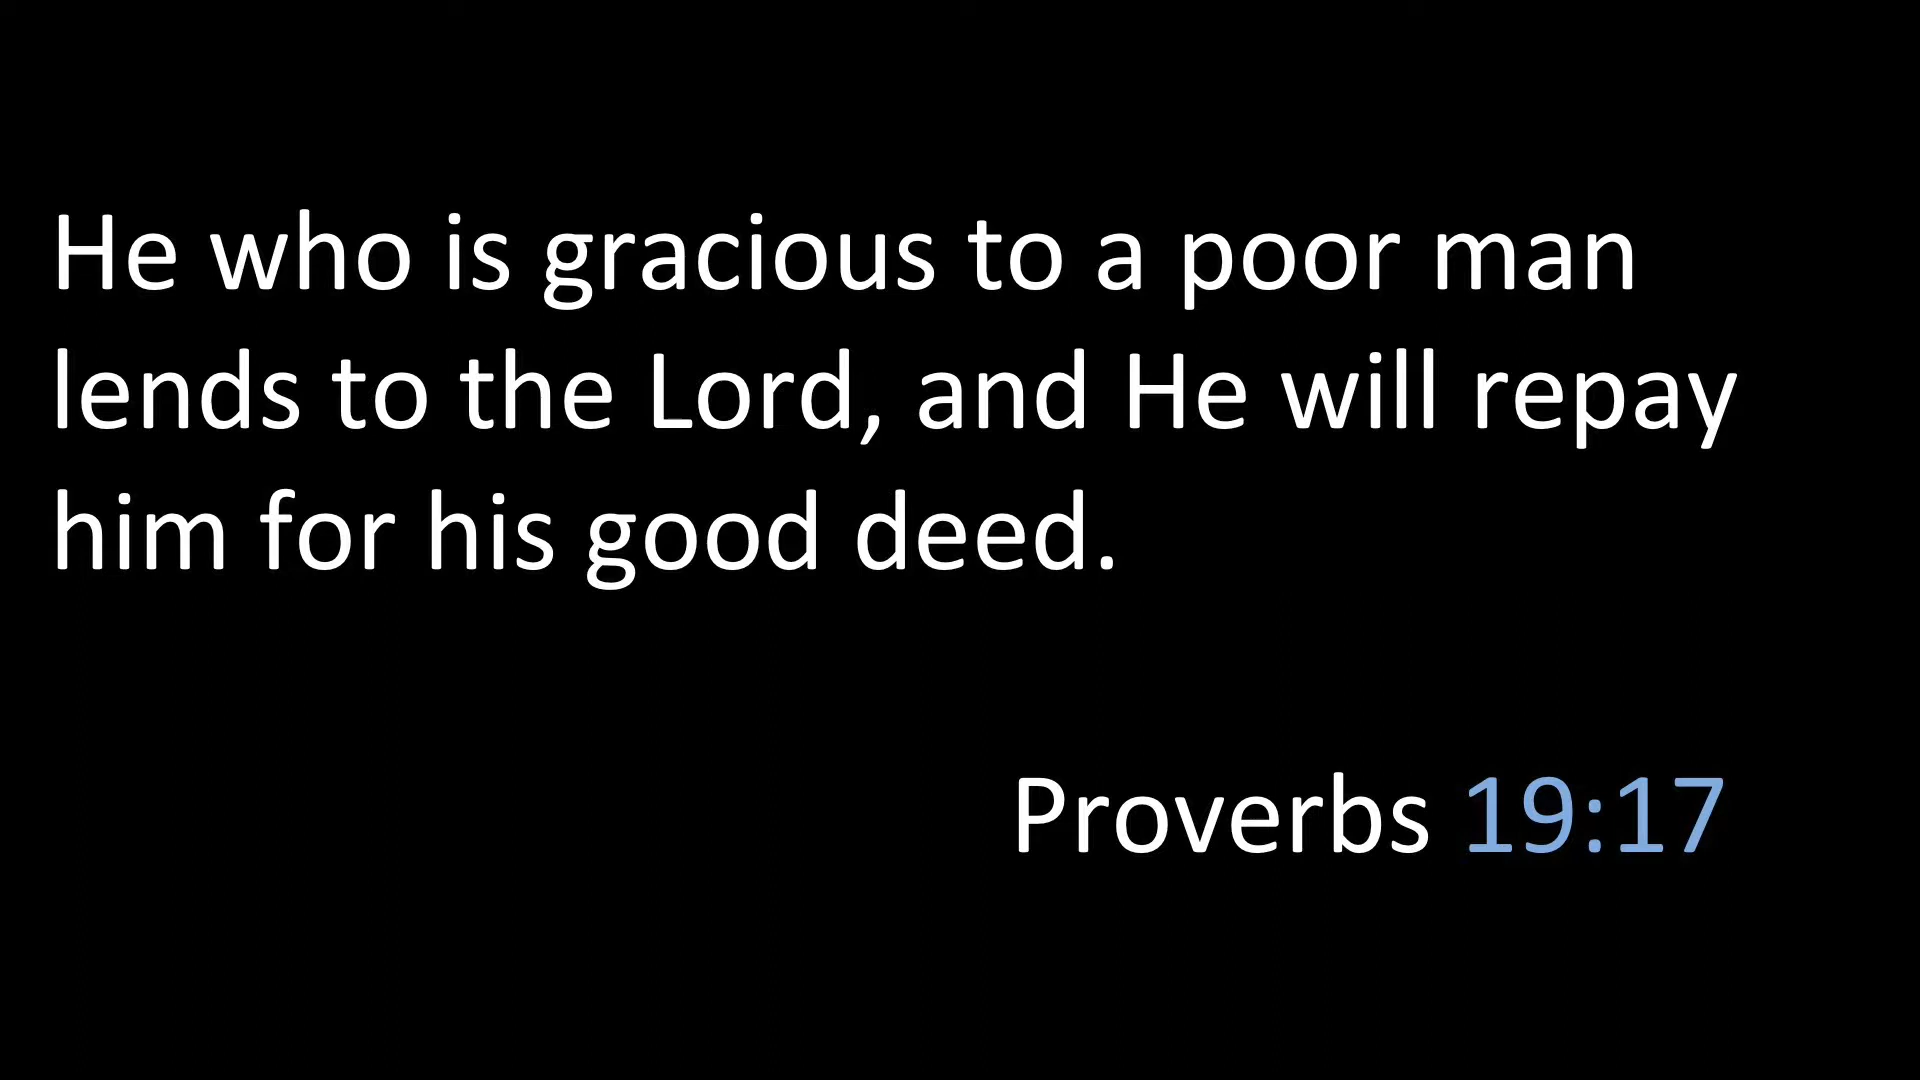 He who is gracious to a poor man
lends to the Lord, and He will repay
him for his good deed.
Proverbs 19:17